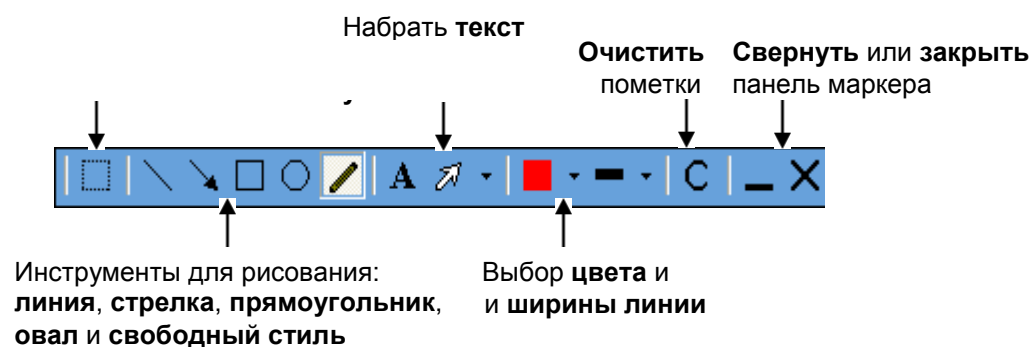 Набрать текст
Очистить
пометки
Свернуть или закрыть
панель маркера
A
C
Инструменты для рисования:
линия, стрелка, прямоугольник,
овал и свободный стиль
Выбор цвета и
и ширины линии